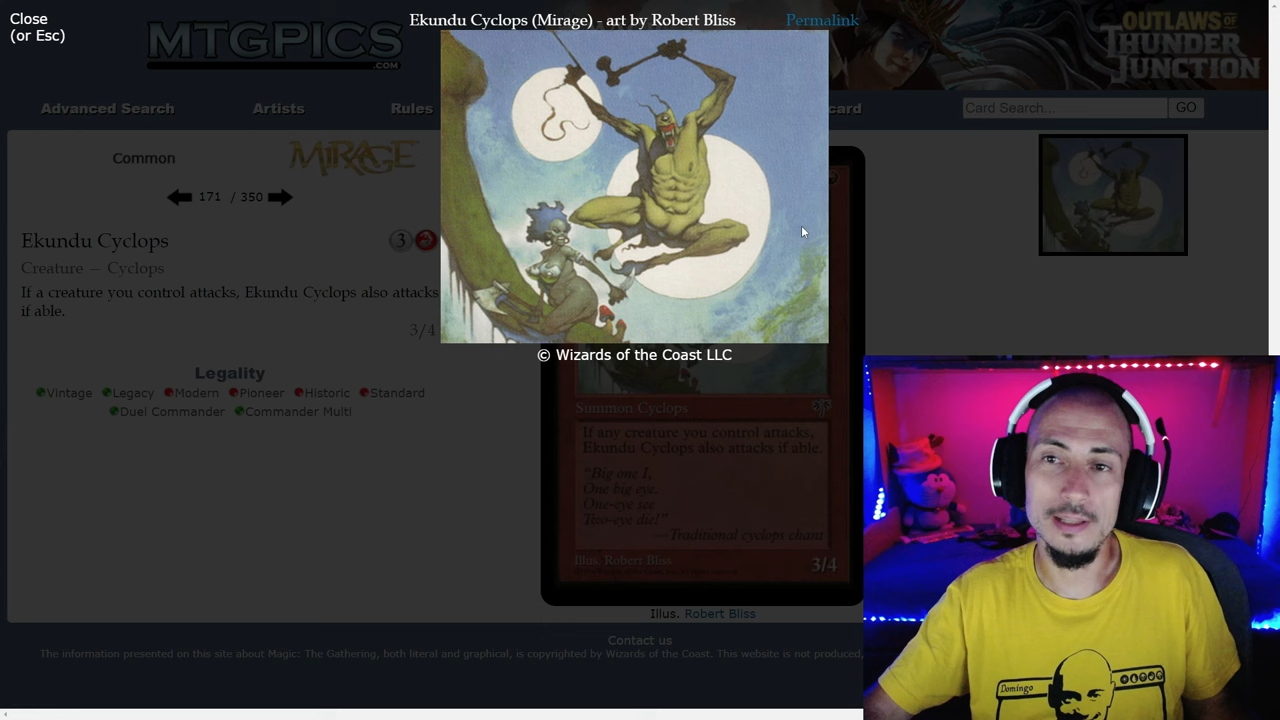 Close
(or Esc)
Ekundu Cyclops (Mirage) - art by Robert Bliss
Permalink
MTGPICS
.COM
OUTLAWS OF
THUNDER
JUNCTION
Advanced Search
Artists
Rules
card
Card Search...
GO
Common
MIRAGE
171 / 350
Ekundu Cyclops
3
Creature – Cyclops
If a creature you control attacks, Ekundu Cyclops also attacks
if able.
3/4
Legality
Vintage Legacy Modern Pioneer Historic Standard
Duel Commander Commander Multi
© Wizards of the Coast LLC
Summon Cyclops
If any creature you control attacks,
Ekundu Cyclops also attacks if able.
"Big one I,
One big eye.
One-eye see
Two-eye die!"
—Traditional cyclops chant
Illus. Robert Bliss
3/4
Illus. Robert Bliss
Contact us
The information presented on this site about Magic: The Gathering, both literal and graphical, is copyrighted by Wizards of the Coast. This website is not produced,
Domingo